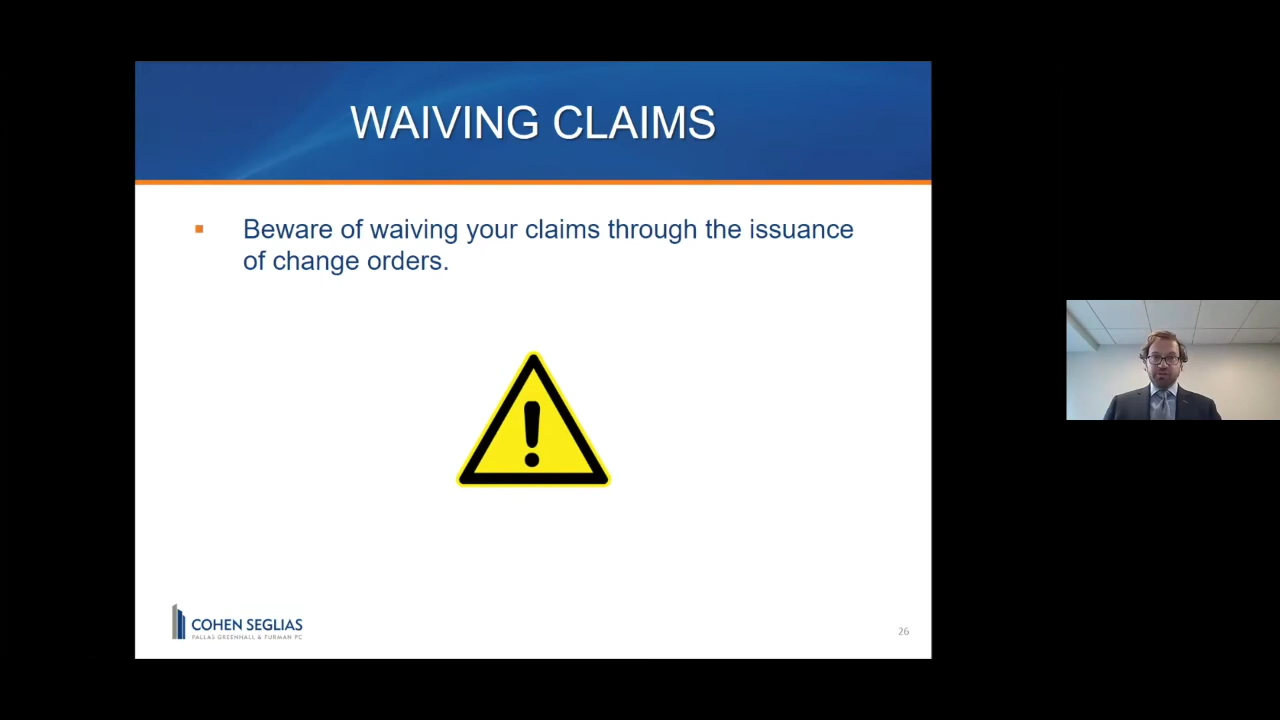 WAIVING CLAIMS
Beware of waiving your claims through the issuance
of change orders.
COHEN SEGLIAS
PALLAS GREENHALL & FURMAN PC
26